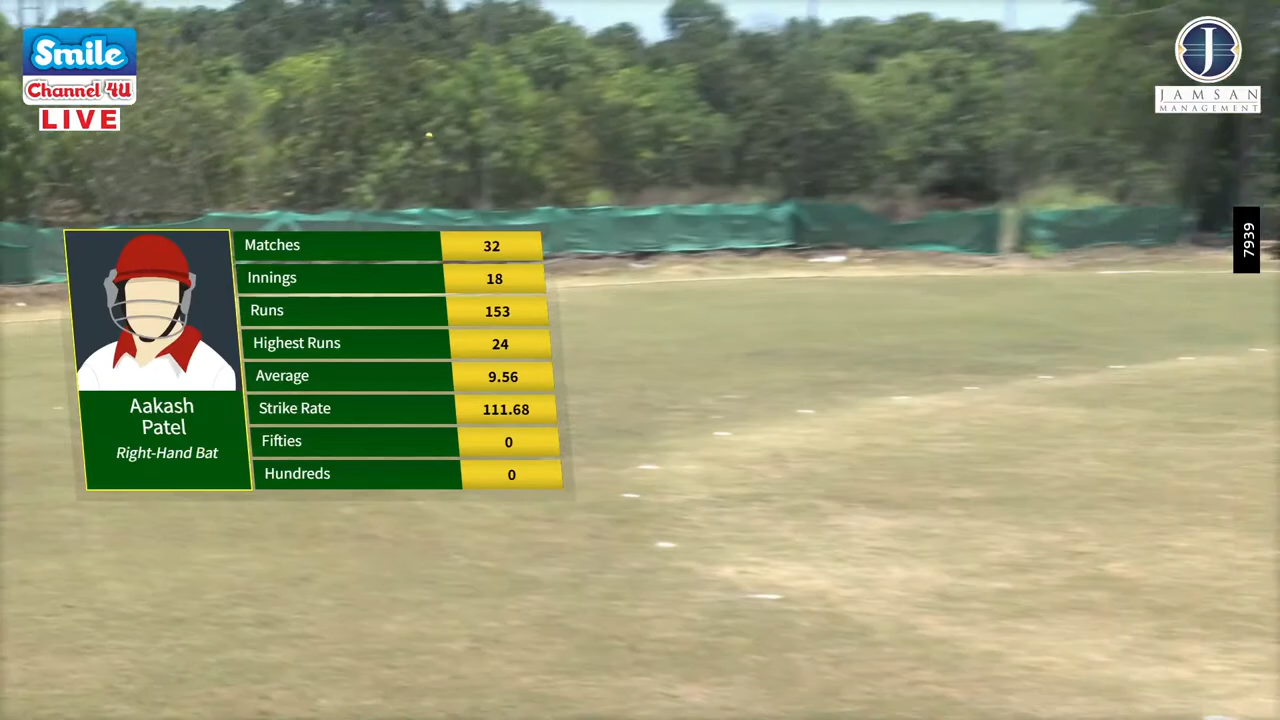 Smile
Channel 4U
LIVE
JAMSAN
MANAGEMENT
7939
Matches 32
Innings 18
Runs 153
Highest Runs 24
Average 9.56
Strike Rate 111.68
Fifties 0
Hundreds 0
Aakash
Patel
Right-Hand Bat